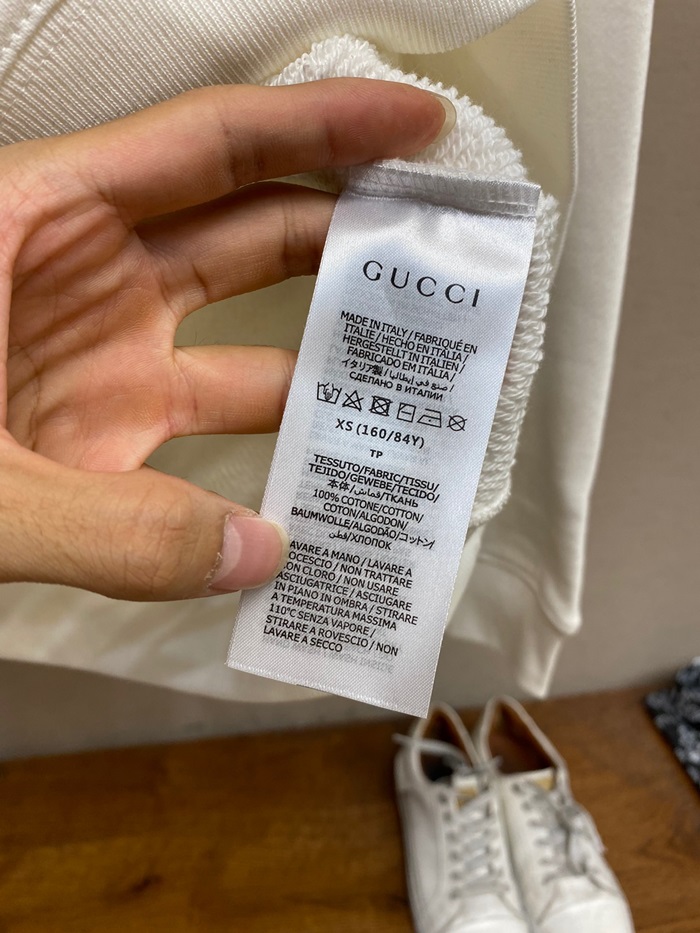 GUCCI
MADE IN ITALY / FABRIQUÉ EN
ITALIE / HECHO EN ITALIA /
HERGESTELLT IN ITALIEN /
FABRICADO EM ITÁLIA /
イタリア製 / صنع في إيطاليا /
СДЕЛАНО В ИТАЛИИ
XS (160/84Y)
TP
TESSUTO/FABRIC/TISSU/
TEJIDO/GEWEBE/TECIDO/
本体/قماش/ТКАНЬ
100% COTONE/COTTON/
COTON/ALGODON/
BAUMWOLLE/ALGODÃO/コットン/
قطن/ХЛОПОК
AVARE A MANO / LAVARE A
OCESCIO / NON TRATTARE
ON CLORO / NON USARE
ASCIUGATRICE / ASCIUGARE
IN PIANO IN OMBRA / STIRARE
A TEMPERATURA MASSIMA
110°C SENZA VAPORE /
STIRARE A ROVESCIO / NON
LAVARE A SECCO